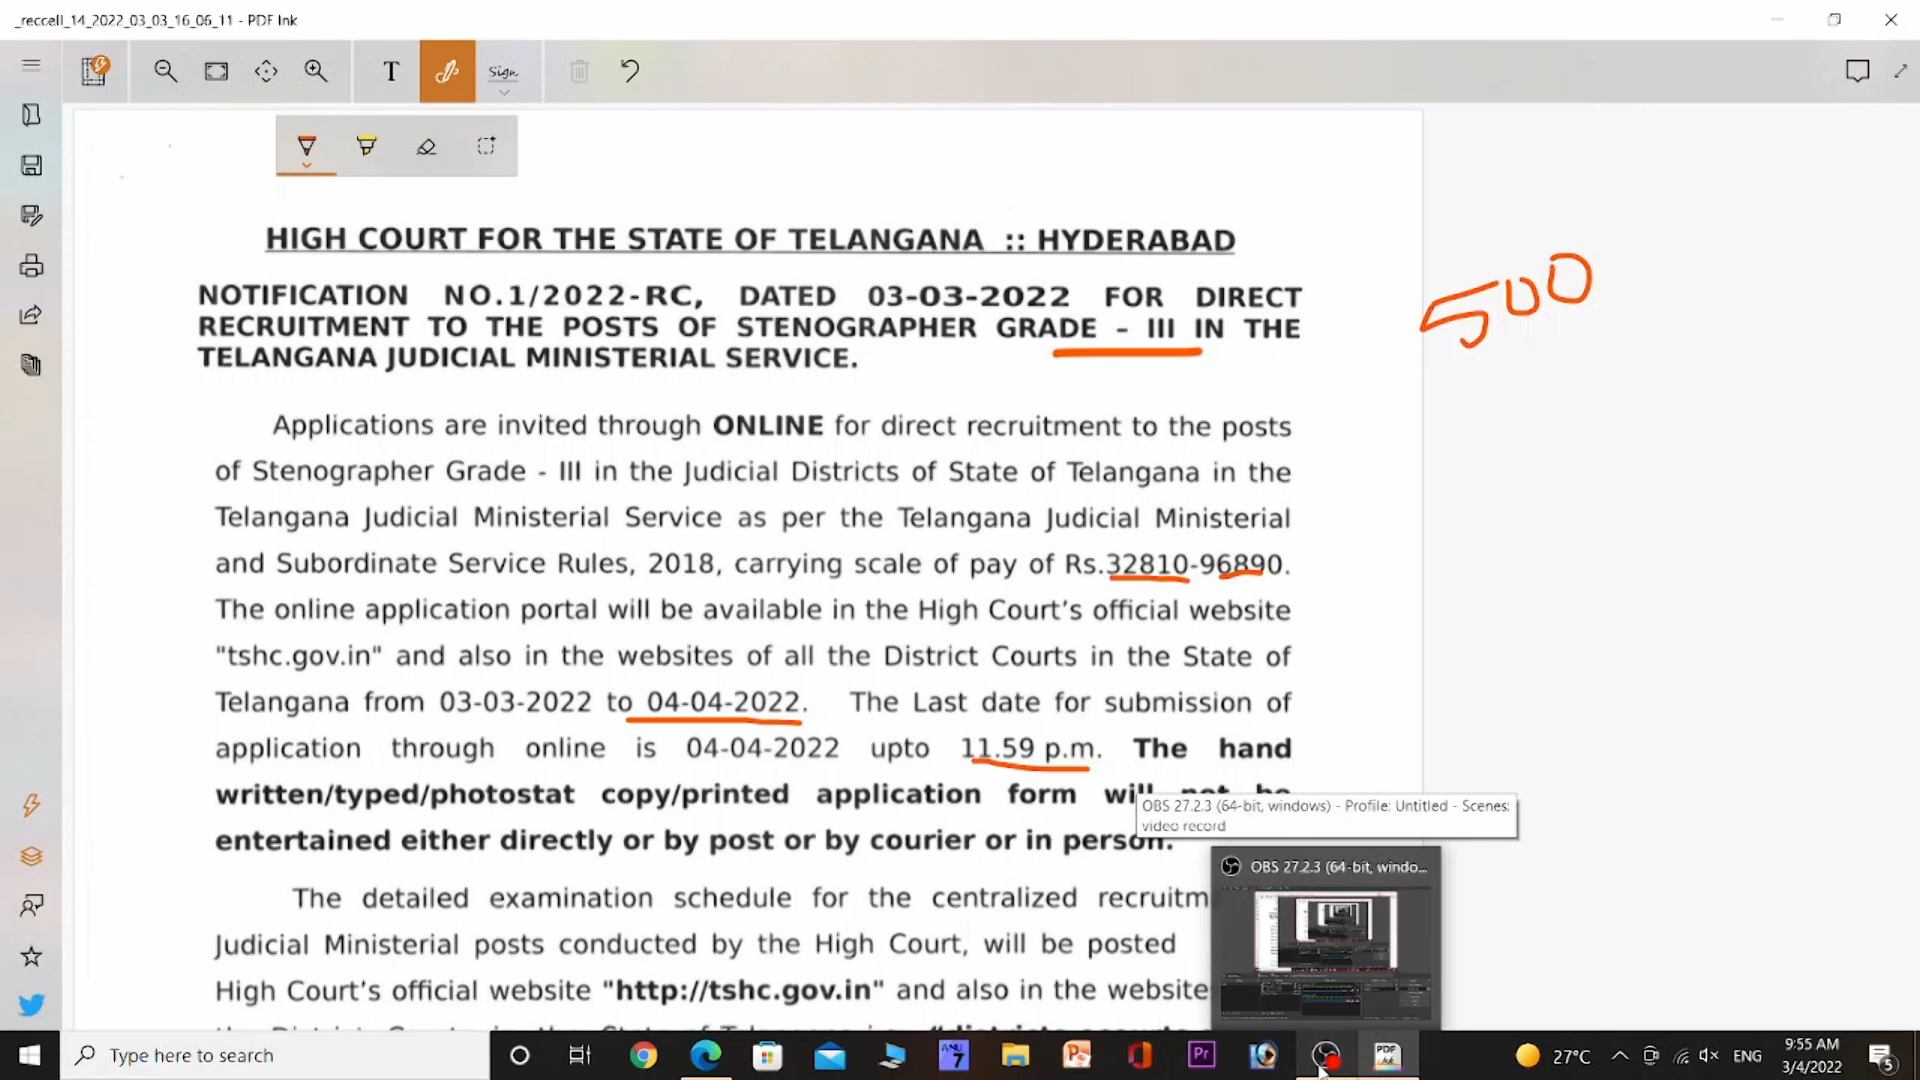 _reccell_14_2022_03_03_16_06_11 - PDF Ink
T
Sign
HIGH COURT FOR THE STATE OF TELANGANA :: HYDERABAD
NOTIFICATION NO.1/2022-RC, DATED 03-03-2022 FOR DIRECT
RECRUITMENT TO THE POSTS OF STENOGRAPHER GRADE – III IN THE
TELANGANA JUDICIAL MINISTERIAL SERVICE.
500
Applications are invited through ONLINE for direct recruitment to the posts
of Stenographer Grade - III in the Judicial Districts of State of Telangana in the
Telangana Judicial Ministerial Service as per the Telangana Judicial Ministerial
and Subordinate Service Rules, 2018, carrying scale of pay of Rs.32810-96890.
The online application portal will be available in the High Court’s official website
"tshc.gov.in" and also in the websites of all the District Courts in the State of
Telangana from 03-03-2022 to 04-04-2022. The Last date for submission of
application through online is 04-04-2022 upto 11.59 p.m. The hand
written/typed/photostat copy/printed application form will not be
entertained either directly or by post or by courier or in person.
OBS 27.2.3 (64-bit, windows) - Profile: Untitled - Scenes:
video record
OBS 27.2.3 (64-bit, windo...
The detailed examination schedule for the centralized
Judicial Ministerial posts conducted by the High Court, will be posted
High Court’s official website "http://tshc.gov.in" and also in the website
Type here to search
ANU 7
Pr
PDF Ink
27°C
ENG
9:55 AM
3/4/2022
5